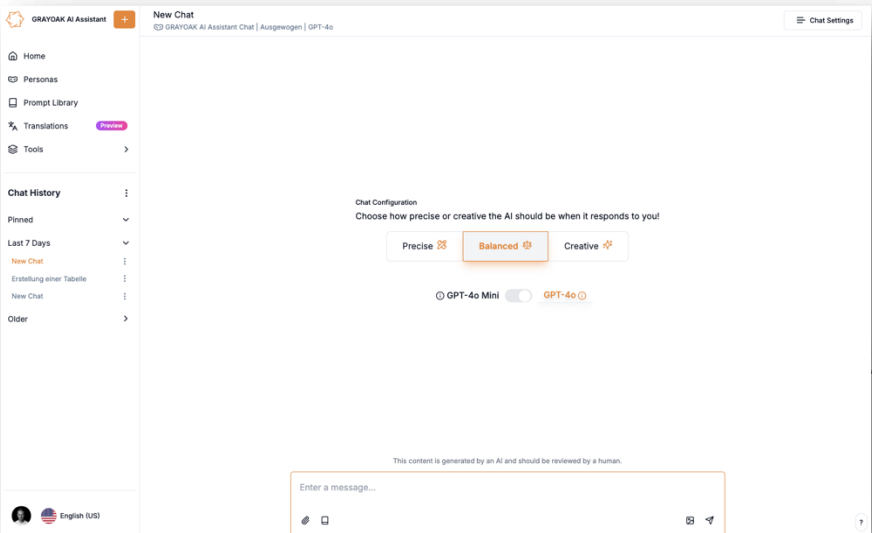 GRAYOAK AI Assistant
+
Home
Personas
Prompt Library
Translations Preview
Tools
Chat History
Pinned
Last 7 Days
New Chat
Erstellung einer Tabelle
New Chat
Older
English (US)
New Chat
GRAYOAK AI Assistant Chat | Ausgewogen | GPT-4o
Chat Settings
Chat Configuration
Choose how precise or creative the AI should be when it responds to you!
Precise Balanced Creative
GPT-4o Mini GPT-4o
This content is generated by an AI and should be reviewed by a human.
Enter a message...
?